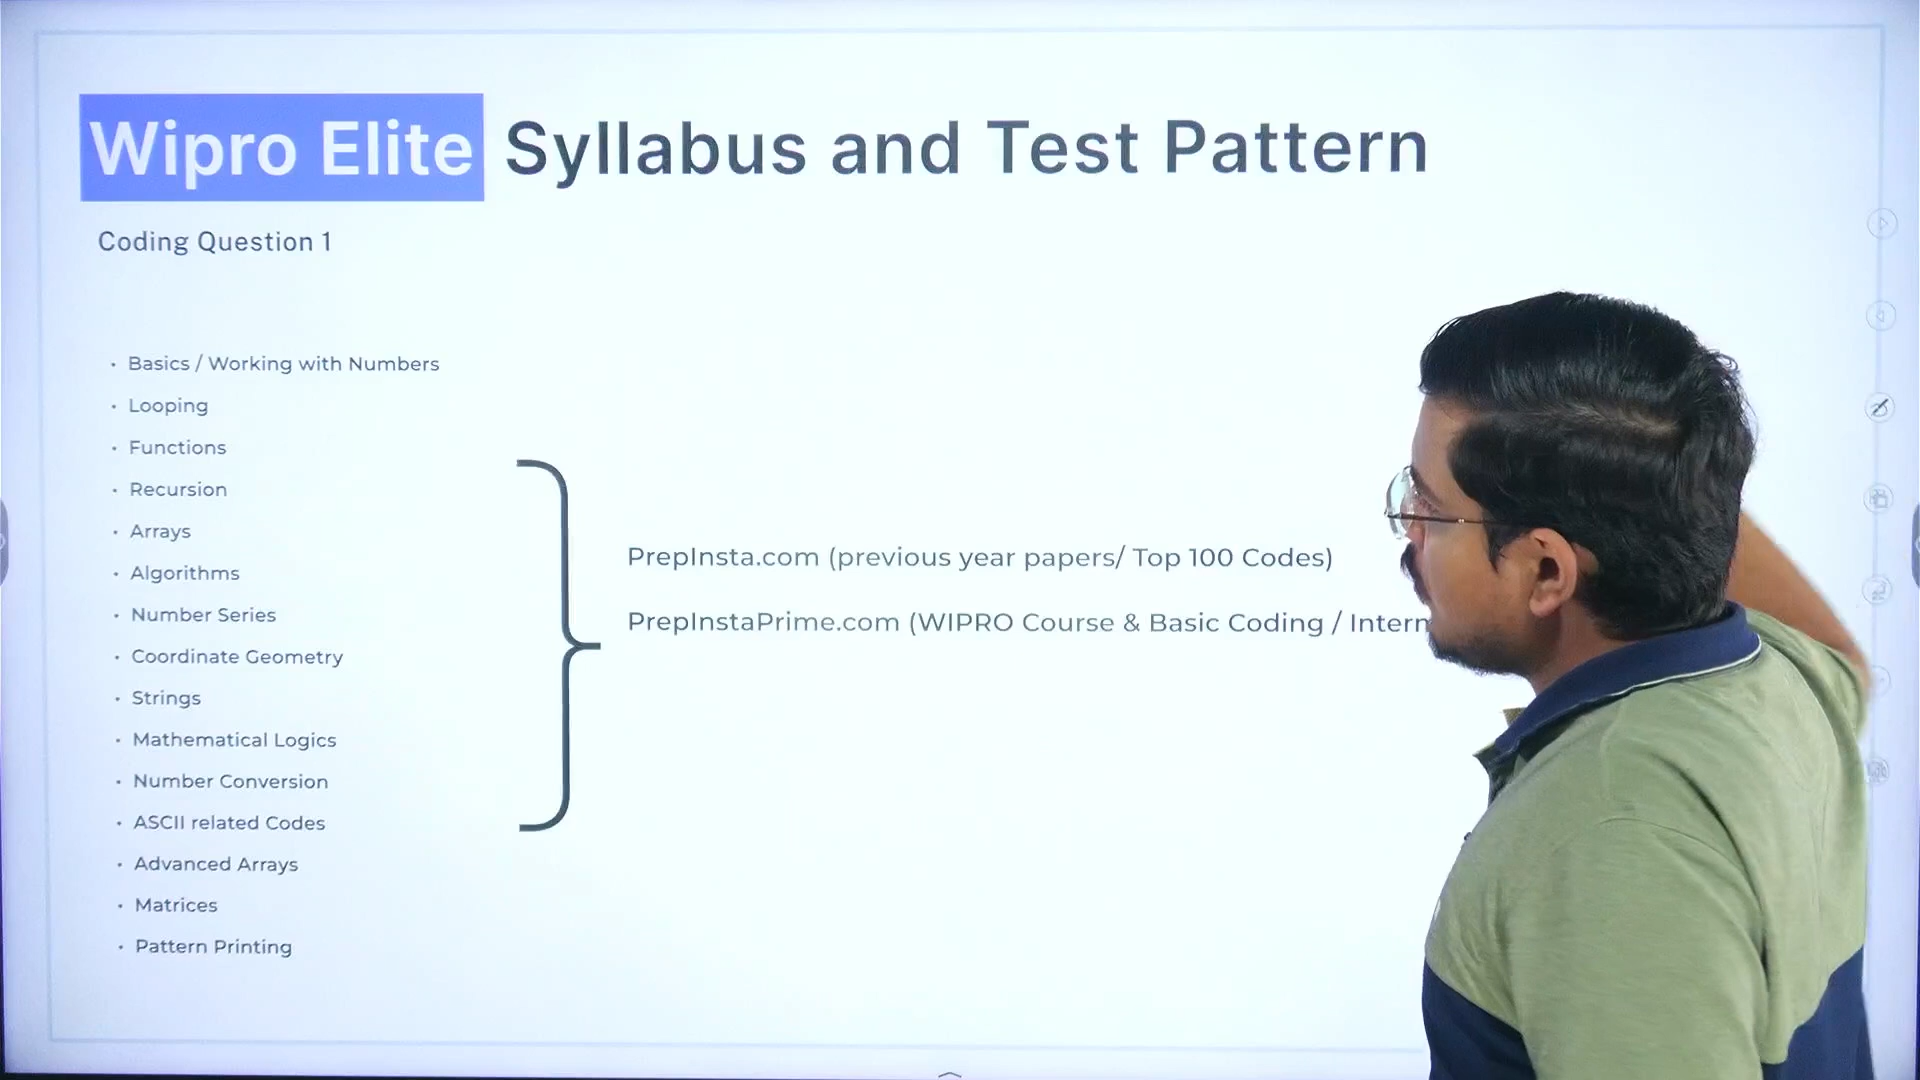 Wipro Elite Syllabus and Test Pattern
Coding Question 1
• Basics / Working with Numbers
• Looping
• Functions
• Recursion
• Arrays
• Algorithms
• Number Series
• Coordinate Geometry
• Strings
• Mathematical Logics
• Number Conversion
• ASCII related Codes
• Advanced Arrays
• Matrices
• Pattern Printing
PrepInsta.com (previous year papers/ Top 100 Codes)
PrepInstaPrime.com (WIPRO Course & Basic Coding / Intern